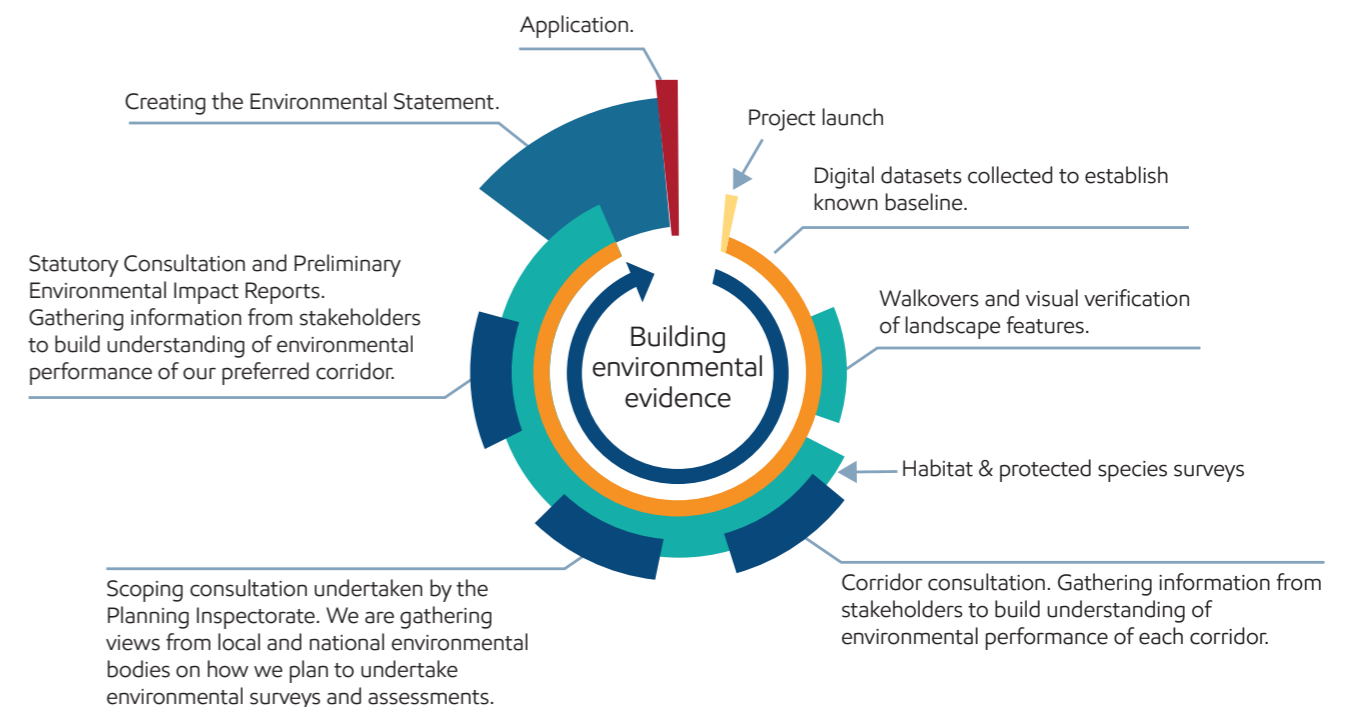 Application.
Creating the Environmental Statement.
Project launch
Digital datasets collected to establish
known baseline.
Statutory Consultation and Preliminary
Environmental Impact Reports.
Gathering information from stakeholders
to build understanding of environmental
performance of our preferred corridor.
Walkovers and visual verification
of landscape features.
Building
environmental
evidence
Habitat & protected species surveys
Scoping consultation undertaken by the
Planning Inspectorate. We are gathering
views from local and national environmental
bodies on how we plan to undertake
environmental surveys and assessments.
Corridor consultation. Gathering information from
stakeholders to build understanding of
environmental performance of each corridor.